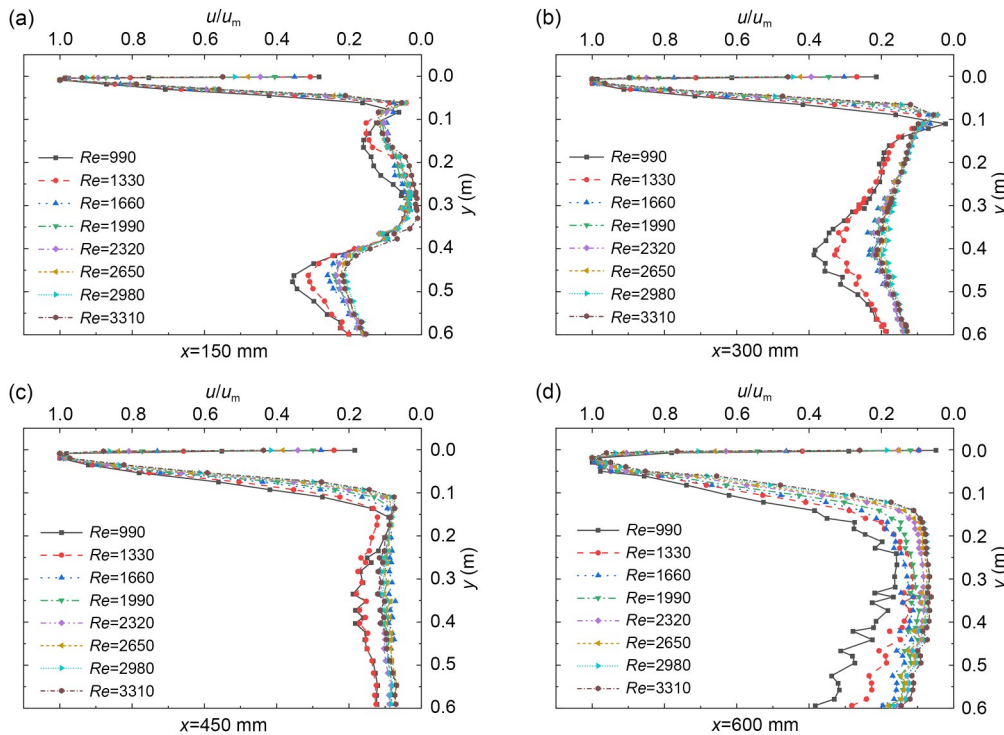 (a)
u/um
1.0 0.8 0.6 0.4 0.2 0.0
0.0
0.1
0.2
0.3
0.4
0.5
0.6
y (m)
Re=990
Re=1330
Re=1660
Re=1990
Re=2320
Re=2650
Re=2980
Re=3310
x=150 mm
(b)
u/um
1.0 0.8 0.6 0.4 0.2 0.0
0.0
0.1
0.2
0.3
0.4
0.5
0.6
y (m)
Re=990
Re=1330
Re=1660
Re=1990
Re=2320
Re=2650
Re=2980
Re=3310
x=300 mm
(c)
u/um
1.0 0.8 0.6 0.4 0.2 0.0
0.0
0.1
0.2
0.3
0.4
0.5
0.6
y (m)
Re=990
Re=1330
Re=1660
Re=1990
Re=2320
Re=2650
Re=2980
Re=3310
x=450 mm
(d)
u/um
1.0 0.8 0.6 0.4 0.2 0.0
0.0
0.1
0.2
0.3
0.4
0.5
0.6
y (m)
Re=990
Re=1330
Re=1660
Re=1990
Re=2320
Re=2650
Re=2980
Re=3310
x=600 mm